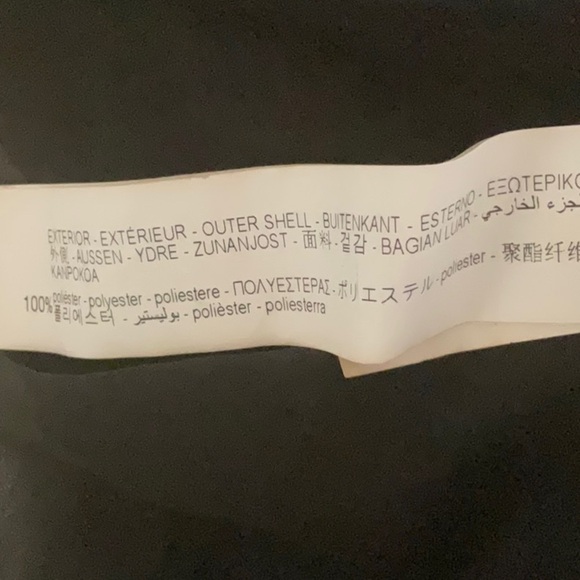 EXTERIOR - EXTÉRIEUR - OUTER SHELL - BUITENKANT - ESTERNO - ΕΞΩΤΕΡΙΚΟ
外側 - AUSSEN - YDRE - ZUNANJOST - 面料 - 겉감 - BAGIAN LUAR - الجزء الخارجي
KANPOKOA
100% poliéster - polyester - poliestere - ΠΟΛΥΕΣΤΕΡΑΣ - ポリエステル - poliester - 聚酯纤维
폴리에스터 - بوليستير - polièster - poliesterra